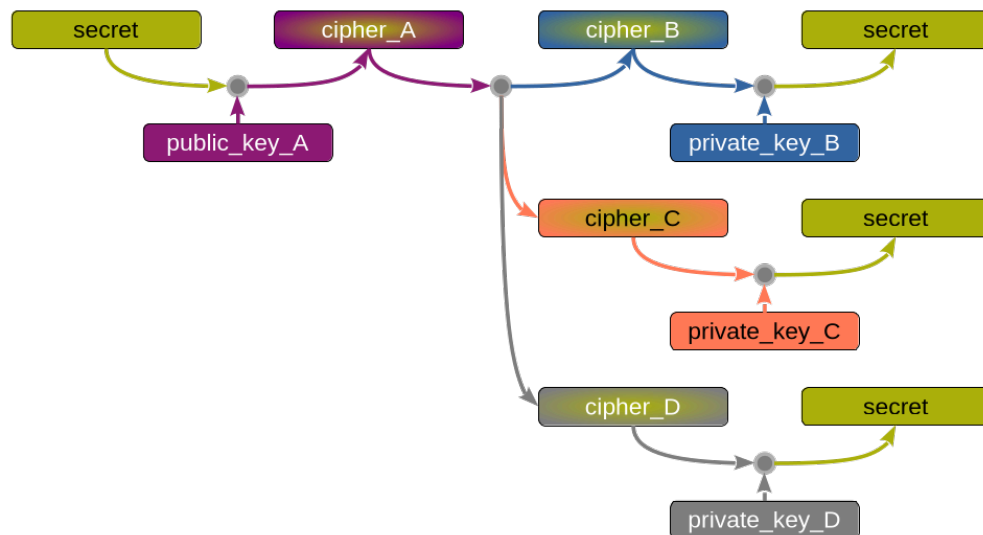 secret
cipher_A
cipher_B
secret
public_key_A
private_key_B
cipher_C
secret
private_key_C
cipher_D
secret
private_key_D